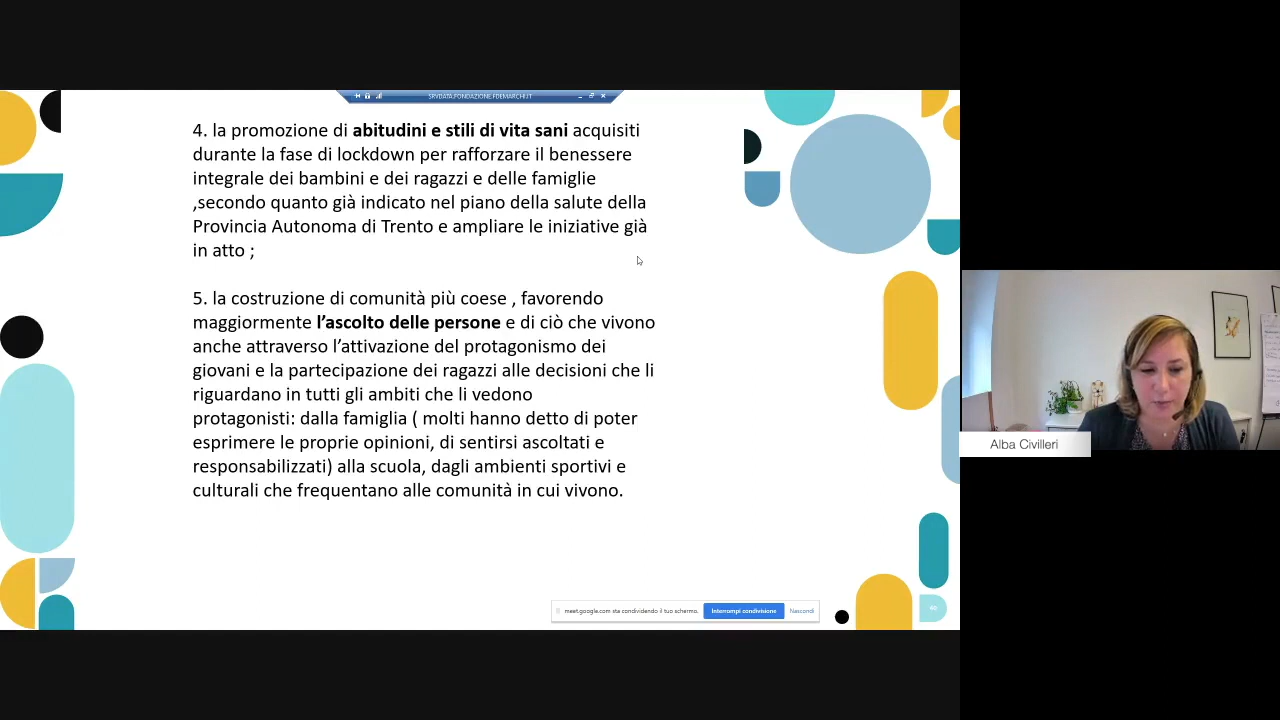 SRVDATA.FONDAZIONE.FDEMARCHI.IT
4. la promozione di abitudini e stili di vita sani acquisiti
durante la fase di lockdown per rafforzare il benessere
integrale dei bambini e dei ragazzi e delle famiglie
,secondo quanto già indicato nel piano della salute della
Provincia Autonoma di Trento e ampliare le iniziative già
in atto ;
5. la costruzione di comunità più coese , favorendo
maggiormente l’ascolto delle persone e di ciò che vivono
anche attraverso l’attivazione del protagonismo dei
giovani e la partecipazione dei ragazzi alle decisioni che li
riguardano in tutti gli ambiti che li vedono
protagonisti: dalla famiglia ( molti hanno detto di poter
esprimere le proprie opinioni, di sentirsi ascoltati e
responsabilizzati) alla scuola, dagli ambienti sportivi e
culturali che frequentano alle comunità in cui vivono.
meet.google.com sta condividendo il tuo schermo.
Interrompi condivisione
Nascondi
Alba Civilleri